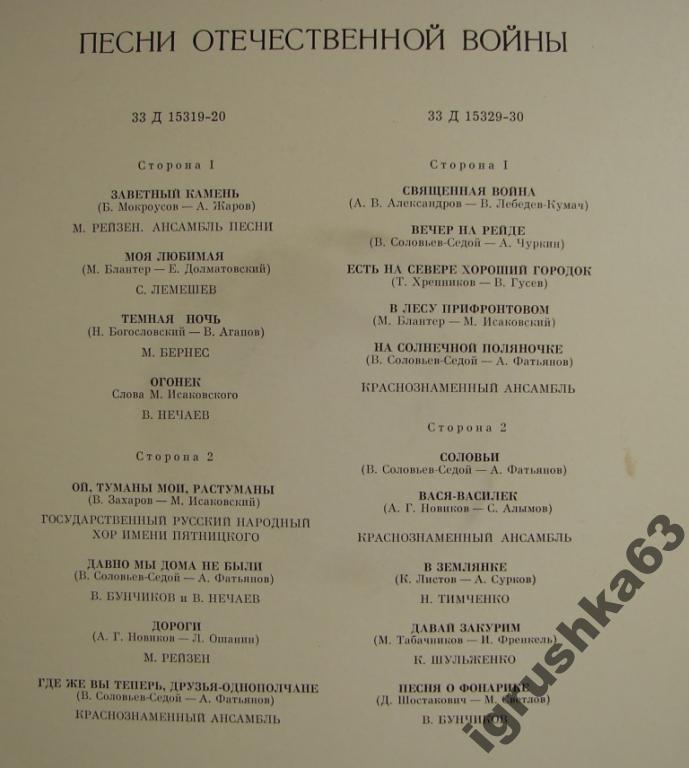 ПЕСНИ ОТЕЧЕСТВЕННОЙ ВОЙНЫ
33 Д 15319-20
Сторона I
ЗАВЕТНЫЙ КАМЕНЬ
(Б. Мокроусов — А. Жаров)
М. РЕЙЗЕН. АНСАМБЛЬ ПЕСНИ
МОЯ ЛЮБИМАЯ
(М. Блантер — Е. Долматовский)
С. ЛЕМЕШЕВ
ТЕМНАЯ НОЧЬ
(Н. Богословский — В. Агапов)
М. БЕРНЕС
ОГОНЕК
Слова М. Исаковского
В. НЕЧАЕВ
Сторона 2
ОЙ, ТУМАНЫ МОИ, РАСТУМАНЫ
(В. Захаров — М. Исаковский)
ГОСУДАРСТВЕННЫЙ РУССКИЙ НАРОДНЫЙ
ХОР ИМЕНИ ПЯТНИЦКОГО
ДАВНО МЫ ДОМА НЕ БЫЛИ
(В. Соловьев-Седой — А. Фатьянов)
В. БУНЧИКОВ и В. НЕЧАЕВ
ДОРОГИ
(А. Г. Новиков — Л. Ошанин)
М. РЕЙЗЕН
ГДЕ ЖЕ ВЫ ТЕПЕРЬ, ДРУЗЬЯ-ОДНОПОЛЧАНЕ
(В. Соловьев-Седой — А. Фатьянов)
КРАСНОЗНАМЕННЫЙ АНСАМБЛЬ
33 Д 15329-30
Сторона I
СВЯЩЕННАЯ ВОЙНА
(А. В. Александров — В. Лебедев-Кумач)
ВЕЧЕР НА РЕЙДЕ
(В. Соловьев-Седой — А. Чуркин)
ЕСТЬ НА СЕВЕРЕ ХОРОШИЙ ГОРОДОК
(Т. Хренников — В. Гусев)
В ЛЕСУ ПРИФРОНТОВОМ
(М. Блантер — М. Исаковский)
НА СОЛНЕЧНОЙ ПОЛЯНОЧКЕ
(В. Соловьев-Седой — А. Фатьянов)
КРАСНОЗНАМЕННЫЙ АНСАМБЛЬ
Сторона 2
СОЛОВЬИ
(В. Соловьев-Седой — А. Фатьянов)
ВАСЯ-ВАСИЛЕК
(А. Г. Новиков — С. Алымов)
КРАСНОЗНАМЕННЫЙ АНСАМБЛЬ
В ЗЕМЛЯНКЕ
(К. Листов — А. Сурков)
Н. ТИМЧЕНКО
ДАВАЙ ЗАКУРИМ
(М. Табачников — И. Френкель)
К. ШУЛЬЖЕНКО
ПЕСНЯ О ФОНАРИКЕ
(Д. Шостакович — М. Светлов)
В. БУНЧИКОВ
igrushka63